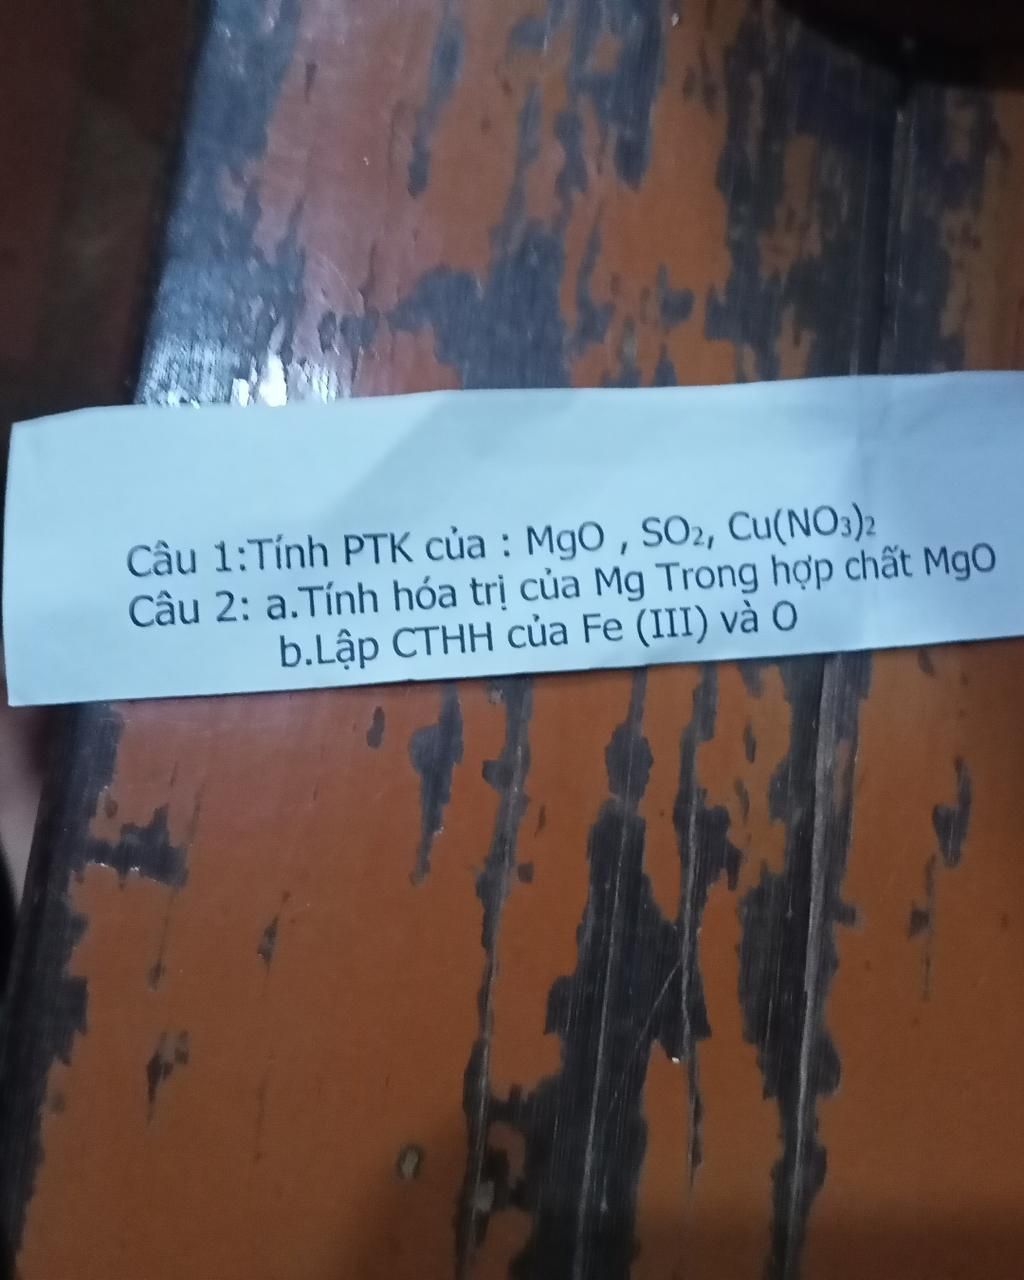 Câu 1:Tính PTK của : MgO , SO₂, Cu(NO₃)₂
Câu 2: a.Tính hóa trị của Mg Trong hợp chất MgO
b.Lập CTHH của Fe (III) và O